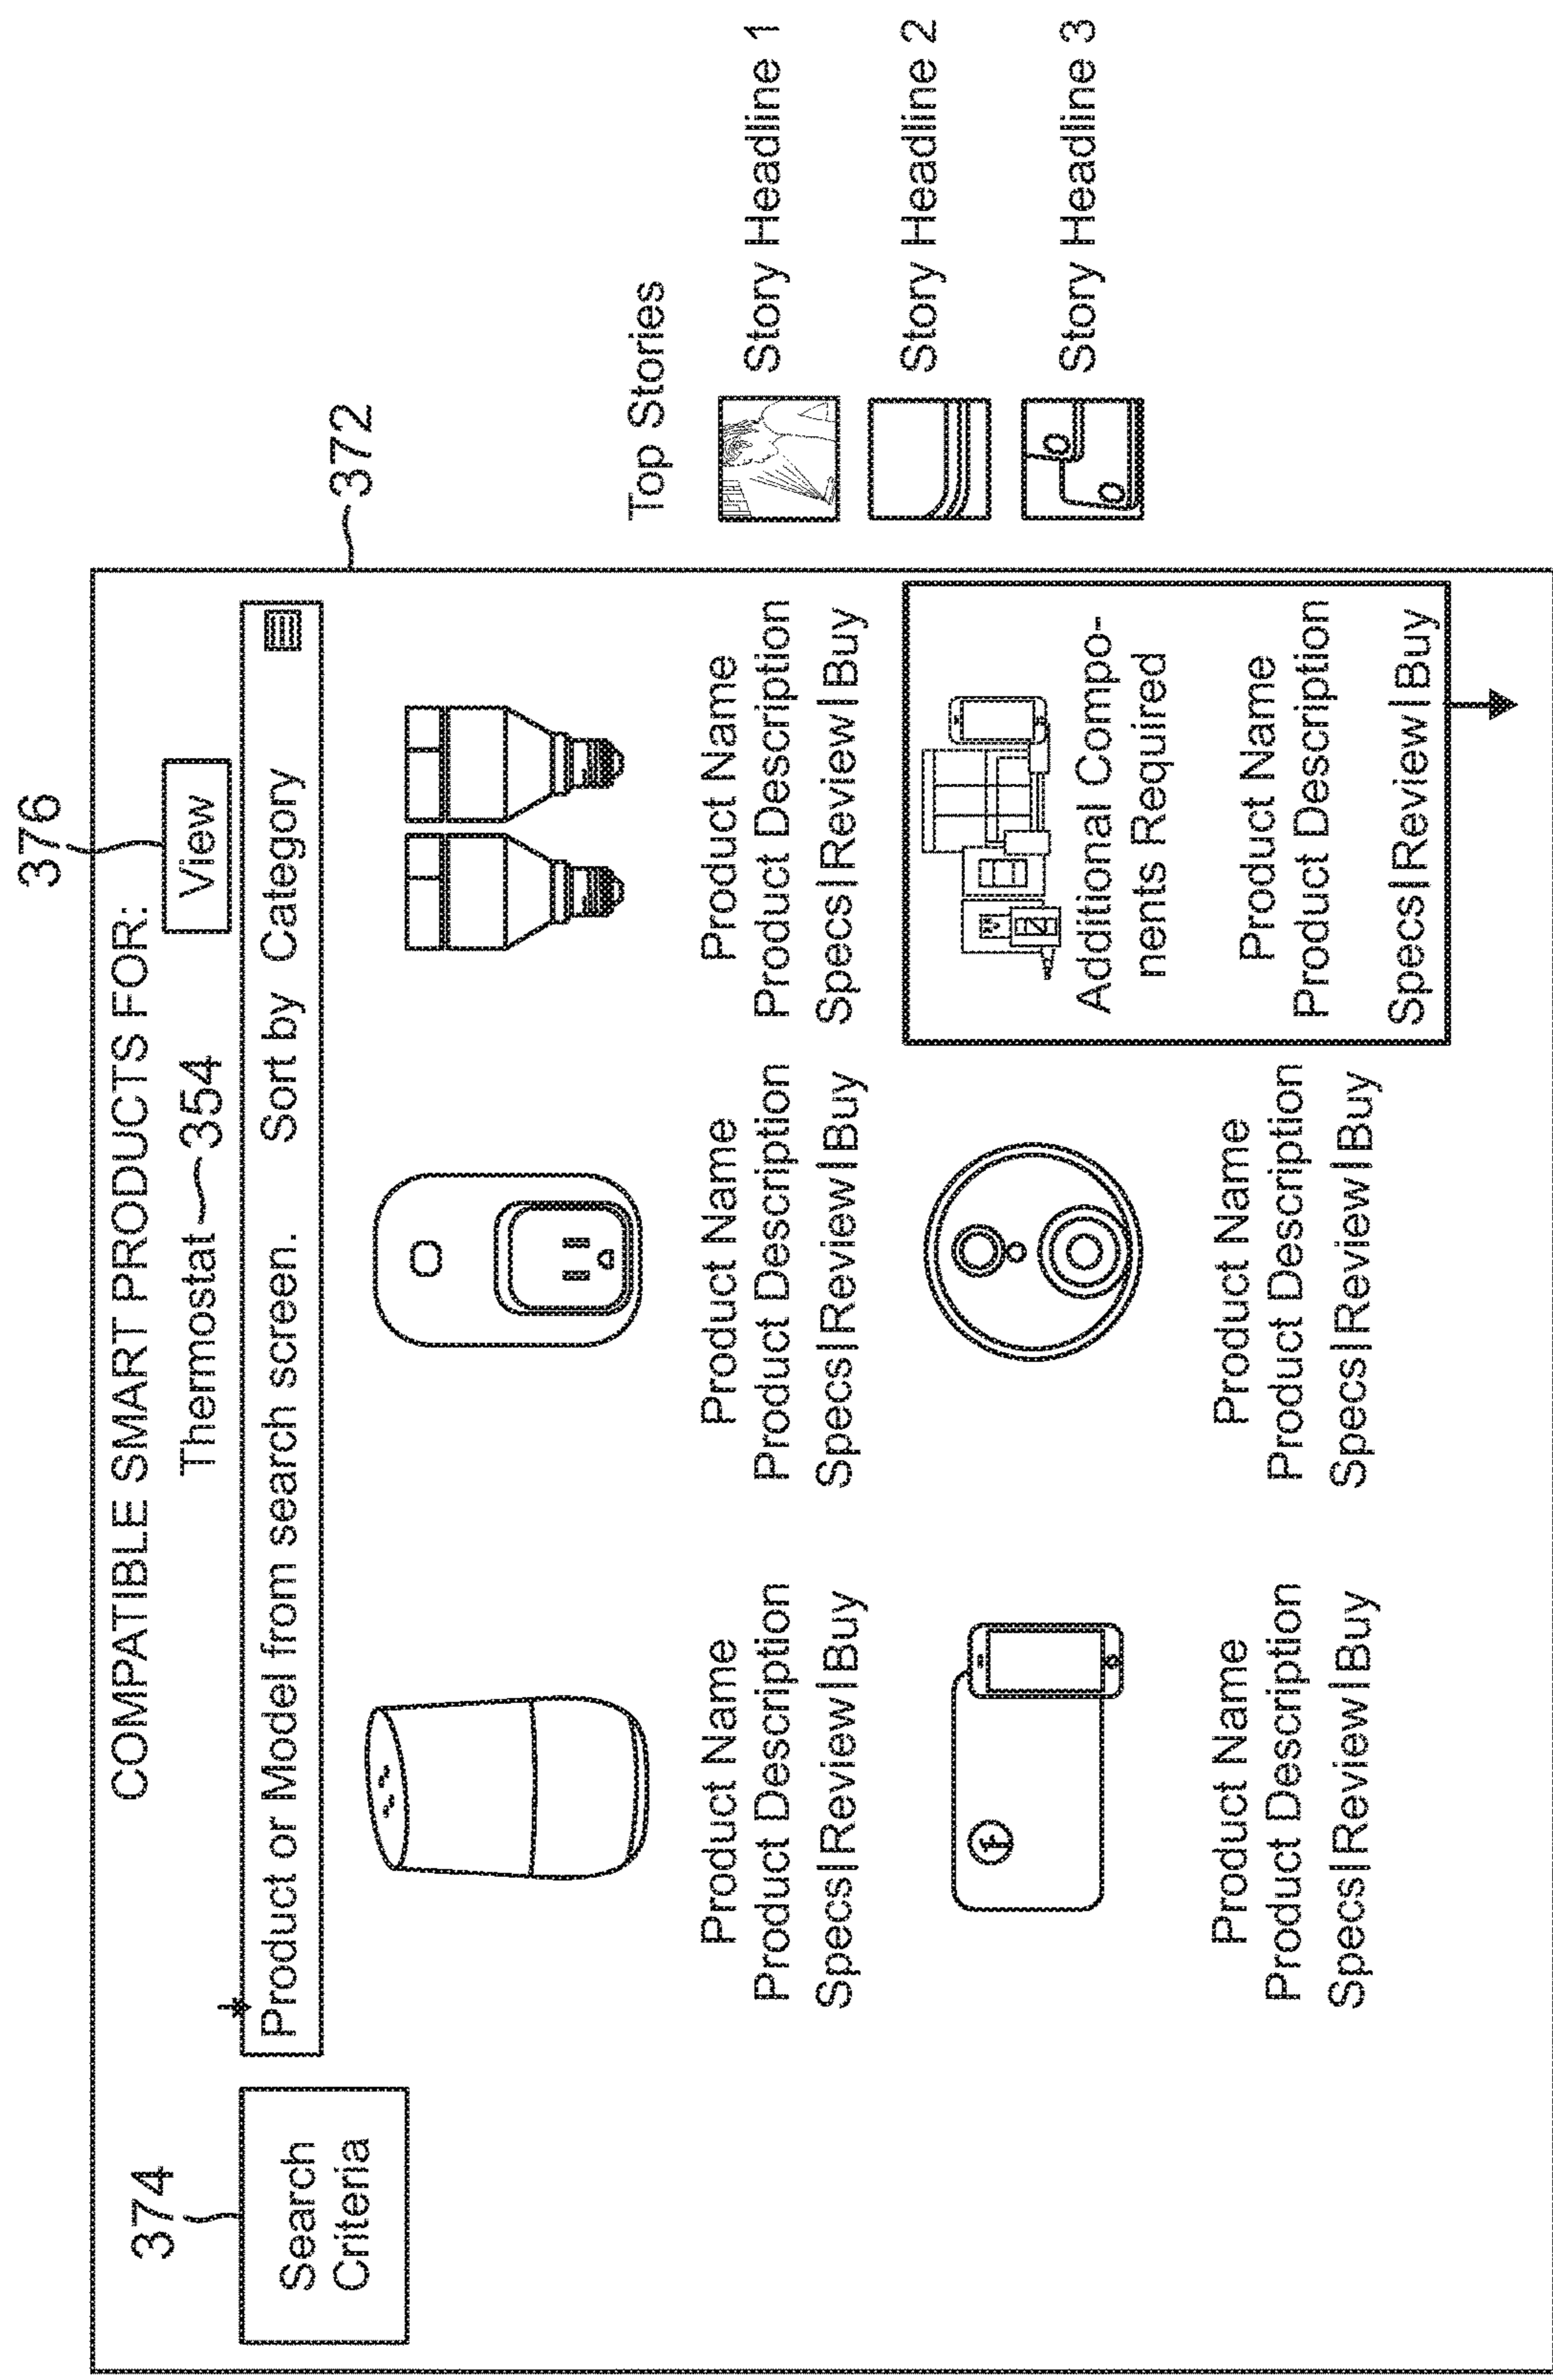 COMPATIBLE SMART PRODUCTS FOR:
376
Thermostat 354
View
372
374
Search
Criteria
Product or Model from search screen. Sort by Category
Product Name
Product Description
Specs|Review|Buy
Product Name
Product Description
Specs|Review|Buy
Product Name
Product Description
Specs|Review|Buy
Product Name
Product Description
Specs|Review|Buy
Product Name
Product Description
Specs|Review|Buy
Additional Compo-
nents Required
Product Name
Product Description
Specs|Review|Buy
Top Stories
Story Headline 1
Story Headline 2
Story Headline 3